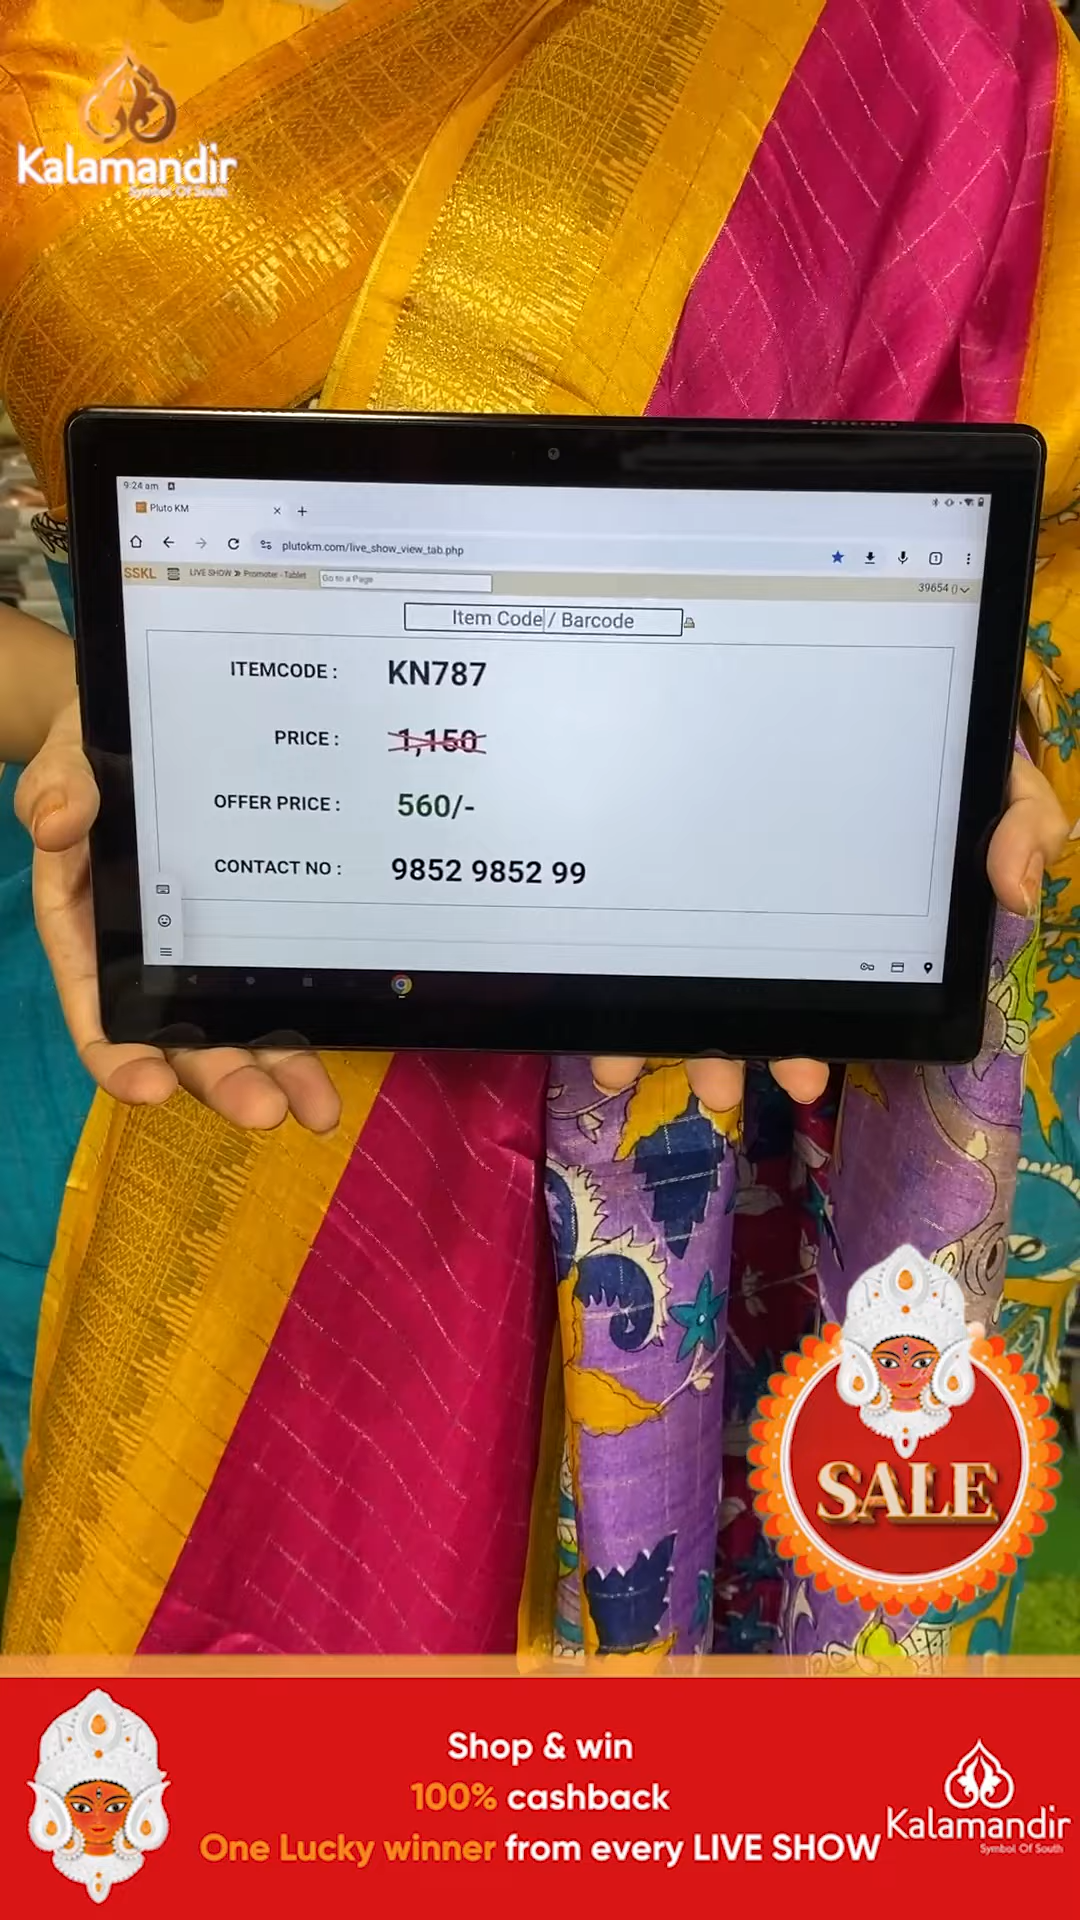 Kalamandir
Symbol Of South
9:24 am
Pluto KM
plutokm.com/live_show_view_tab.php
SSKL
LIVE SHOW >> Promoter - Tablet
Go to a Page
39654 ()
Item Code / Barcode
ITEMCODE : KN787
PRICE : 1,150
OFFER PRICE : 560/-
CONTACT NO : 9852 9852 99
SALE
Shop & win
100% cashback
One Lucky winner from every LIVE SHOW
Kalamandir
Symbol Of South